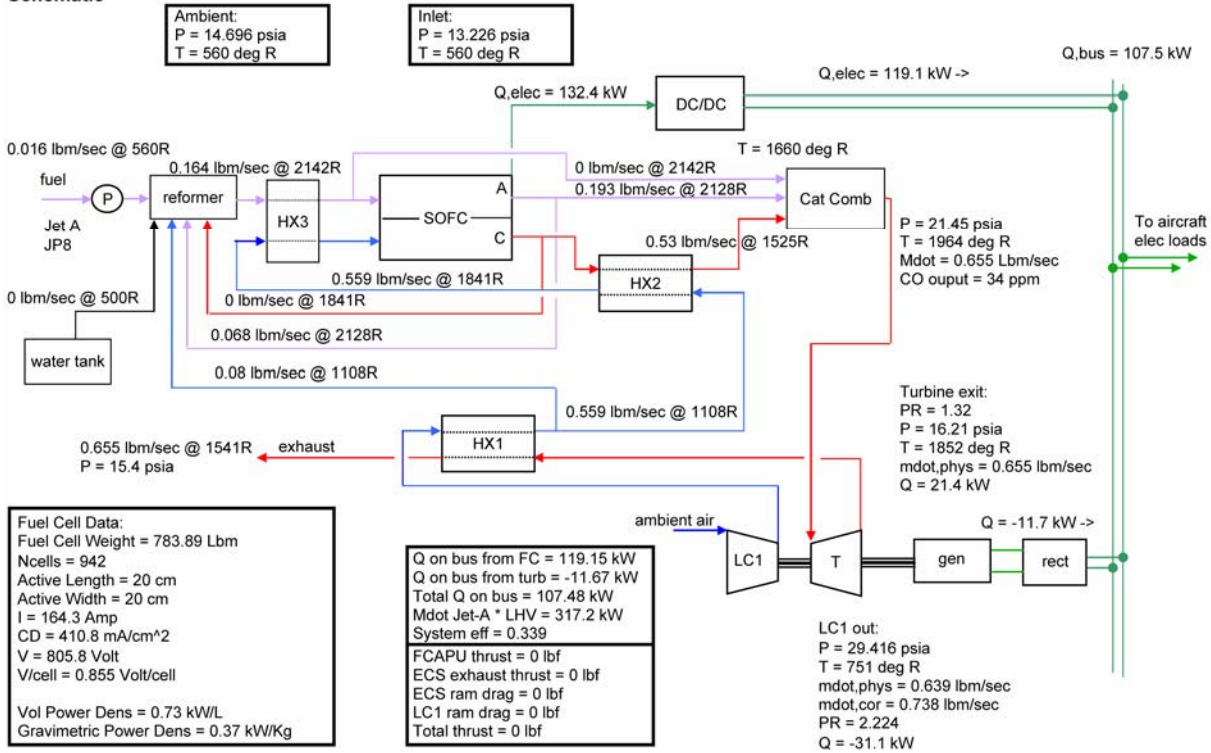 Schematic
Ambient:
P = 14.696 psia
T = 560 deg R
Inlet:
P = 13.226 psia
T = 560 deg R
Q,bus = 107.5 kW
Q,elec = 119.1 kW ->
Q,elec = 132.4 kW
DC/DC
0.016 lbm/sec @ 560R
fuel
P
Jet A
JP8
reformer
0.164 lbm/sec @ 2142R
HX3
A
SOFC
C
0 lbm/sec @ 2142R
0.193 lbm/sec @ 2128R
T = 1660 deg R
Cat Comb
0.53 lbm/sec @ 1525R
P = 21.45 psia
T = 1964 deg R
Mdot = 0.655 Lbm/sec
CO ouput = 34 ppm
To aircraft
elec loads
HX2
0.559 lbm/sec @ 1841R
0 lbm/sec @ 500R
0 lbm/sec @ 1841R
water tank
0.068 lbm/sec @ 2128R
0.08 lbm/sec @ 1108R
0.559 lbm/sec @ 1108R
HX1
0.655 lbm/sec @ 1541R
P = 15.4 psia
exhaust
Turbine exit:
PR = 1.32
P = 16.21 psia
T = 1852 deg R
mdot,phys = 0.655 lbm/sec
Q = 21.4 kW
ambient air
LC1
T
gen
rect
Q = -11.7 kW ->
Fuel Cell Data:
Fuel Cell Weight = 783.89 Lbm
Ncells = 942
Active Length = 20 cm
Active Width = 20 cm
I = 164.3 Amp
CD = 410.8 mA/cm^2
V = 805.8 Volt
V/cell = 0.855 Volt/cell
Vol Power Dens = 0.73 kW/L
Gravimetric Power Dens = 0.37 kW/Kg
Q on bus from FC = 119.15 kW
Q on bus from turb = -11.67 kW
Total Q on bus = 107.48 kW
Mdot Jet-A * LHV = 317.2 kW
System eff = 0.339
FCAPU thrust = 0 lbf
ECS exhaust thrust = 0 lbf
ECS ram drag = 0 lbf
LC1 ram drag = 0 lbf
Total thrust = 0 lbf
LC1 out:
P = 29.416 psia
T = 751 deg R
mdot,phys = 0.639 lbm/sec
mdot,cor = 0.738 lbm/sec
PR = 2.224
Q = -31.1 kW